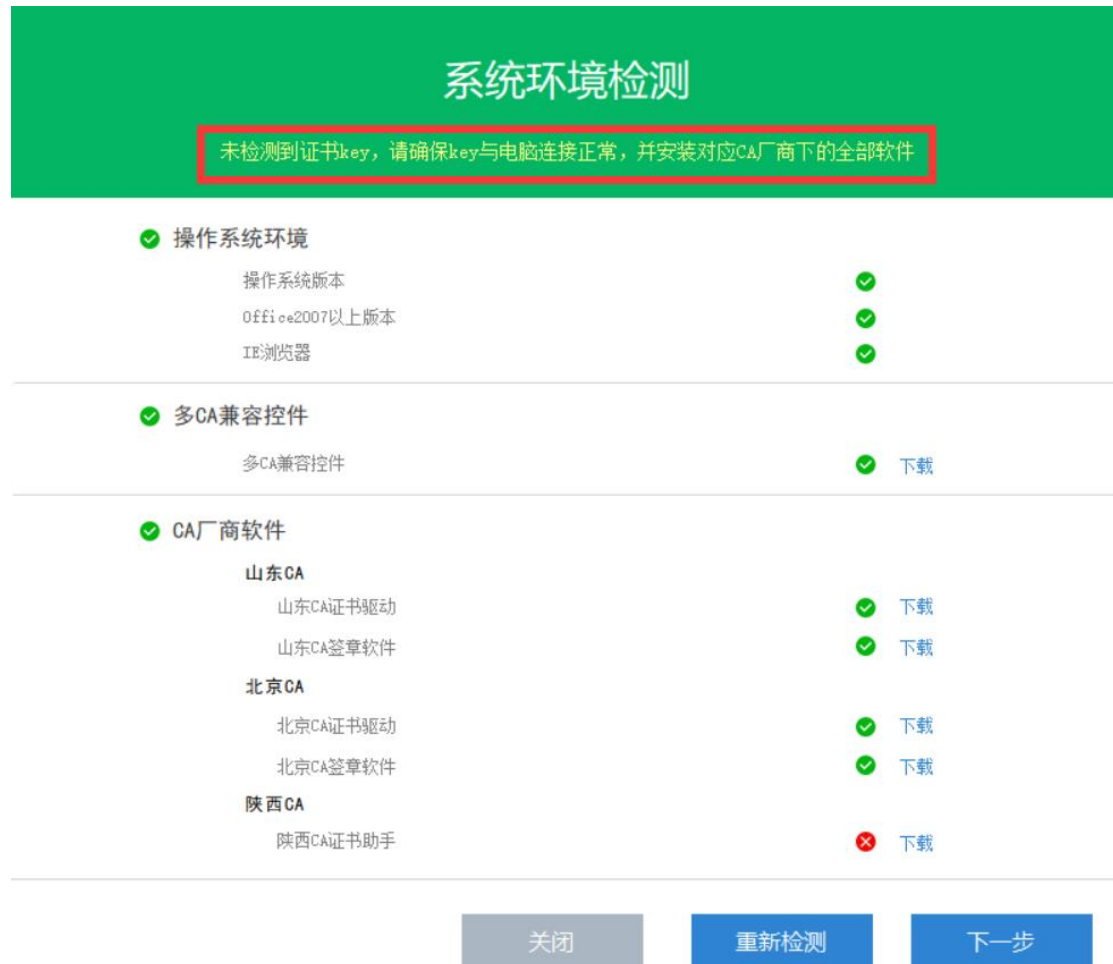 系统环境检测
未检测到证书key，请确保key与电脑连接正常，并安装对应CA厂商下的全部软件
操作系统环境
操作系统版本
Office2007以上版本
IE浏览器
多CA兼容控件
多CA兼容控件 下载
CA厂商软件
山东CA
山东CA证书驱动 下载
山东CA签章软件 下载
北京CA
北京CA证书驱动 下载
北京CA签章软件 下载
陕西CA
陕西CA证书助手 下载
关闭 重新检测 下一步